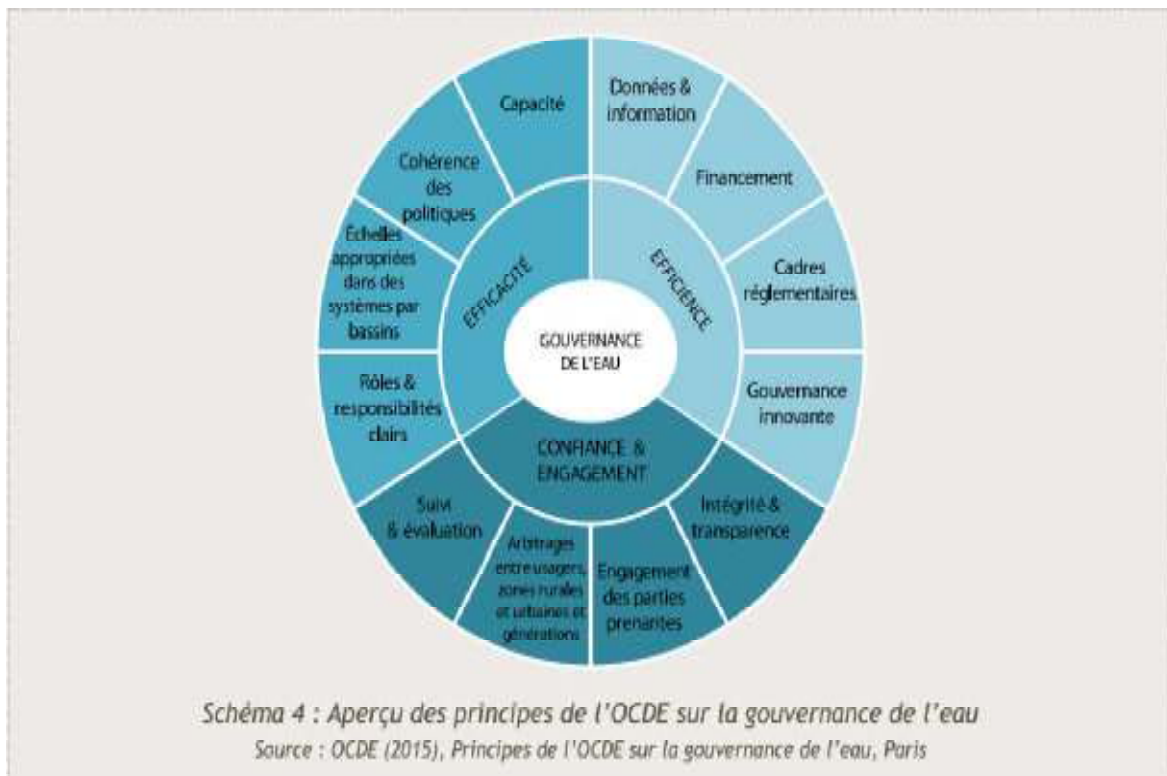 Capacité
Données &
information
Cohérence
des
politiques
Financement
Échelles
appropriées
dans des
systèmes par
bassins
EFFICACITÉ
EFFICIENCE
Cadres
réglementaires
GOUVERNANCE
DE L'EAU
Rôles &
responsibilités
clairs
Gouvernance
innovante
CONFIANCE &
ENGAGEMENT
Suivi
& évaluation
Intégrité &
transparence
Arbitrages
entre usagers,
zones rurales
et urbaines et
générations
Engagement
des parties
prenantes
Schéma 4 : Aperçu des principes de l'OCDE sur la gouvernance de l'eau
Source : OCDE (2015), Principes de l'OCDE sur la gouvernance de l'eau, Paris